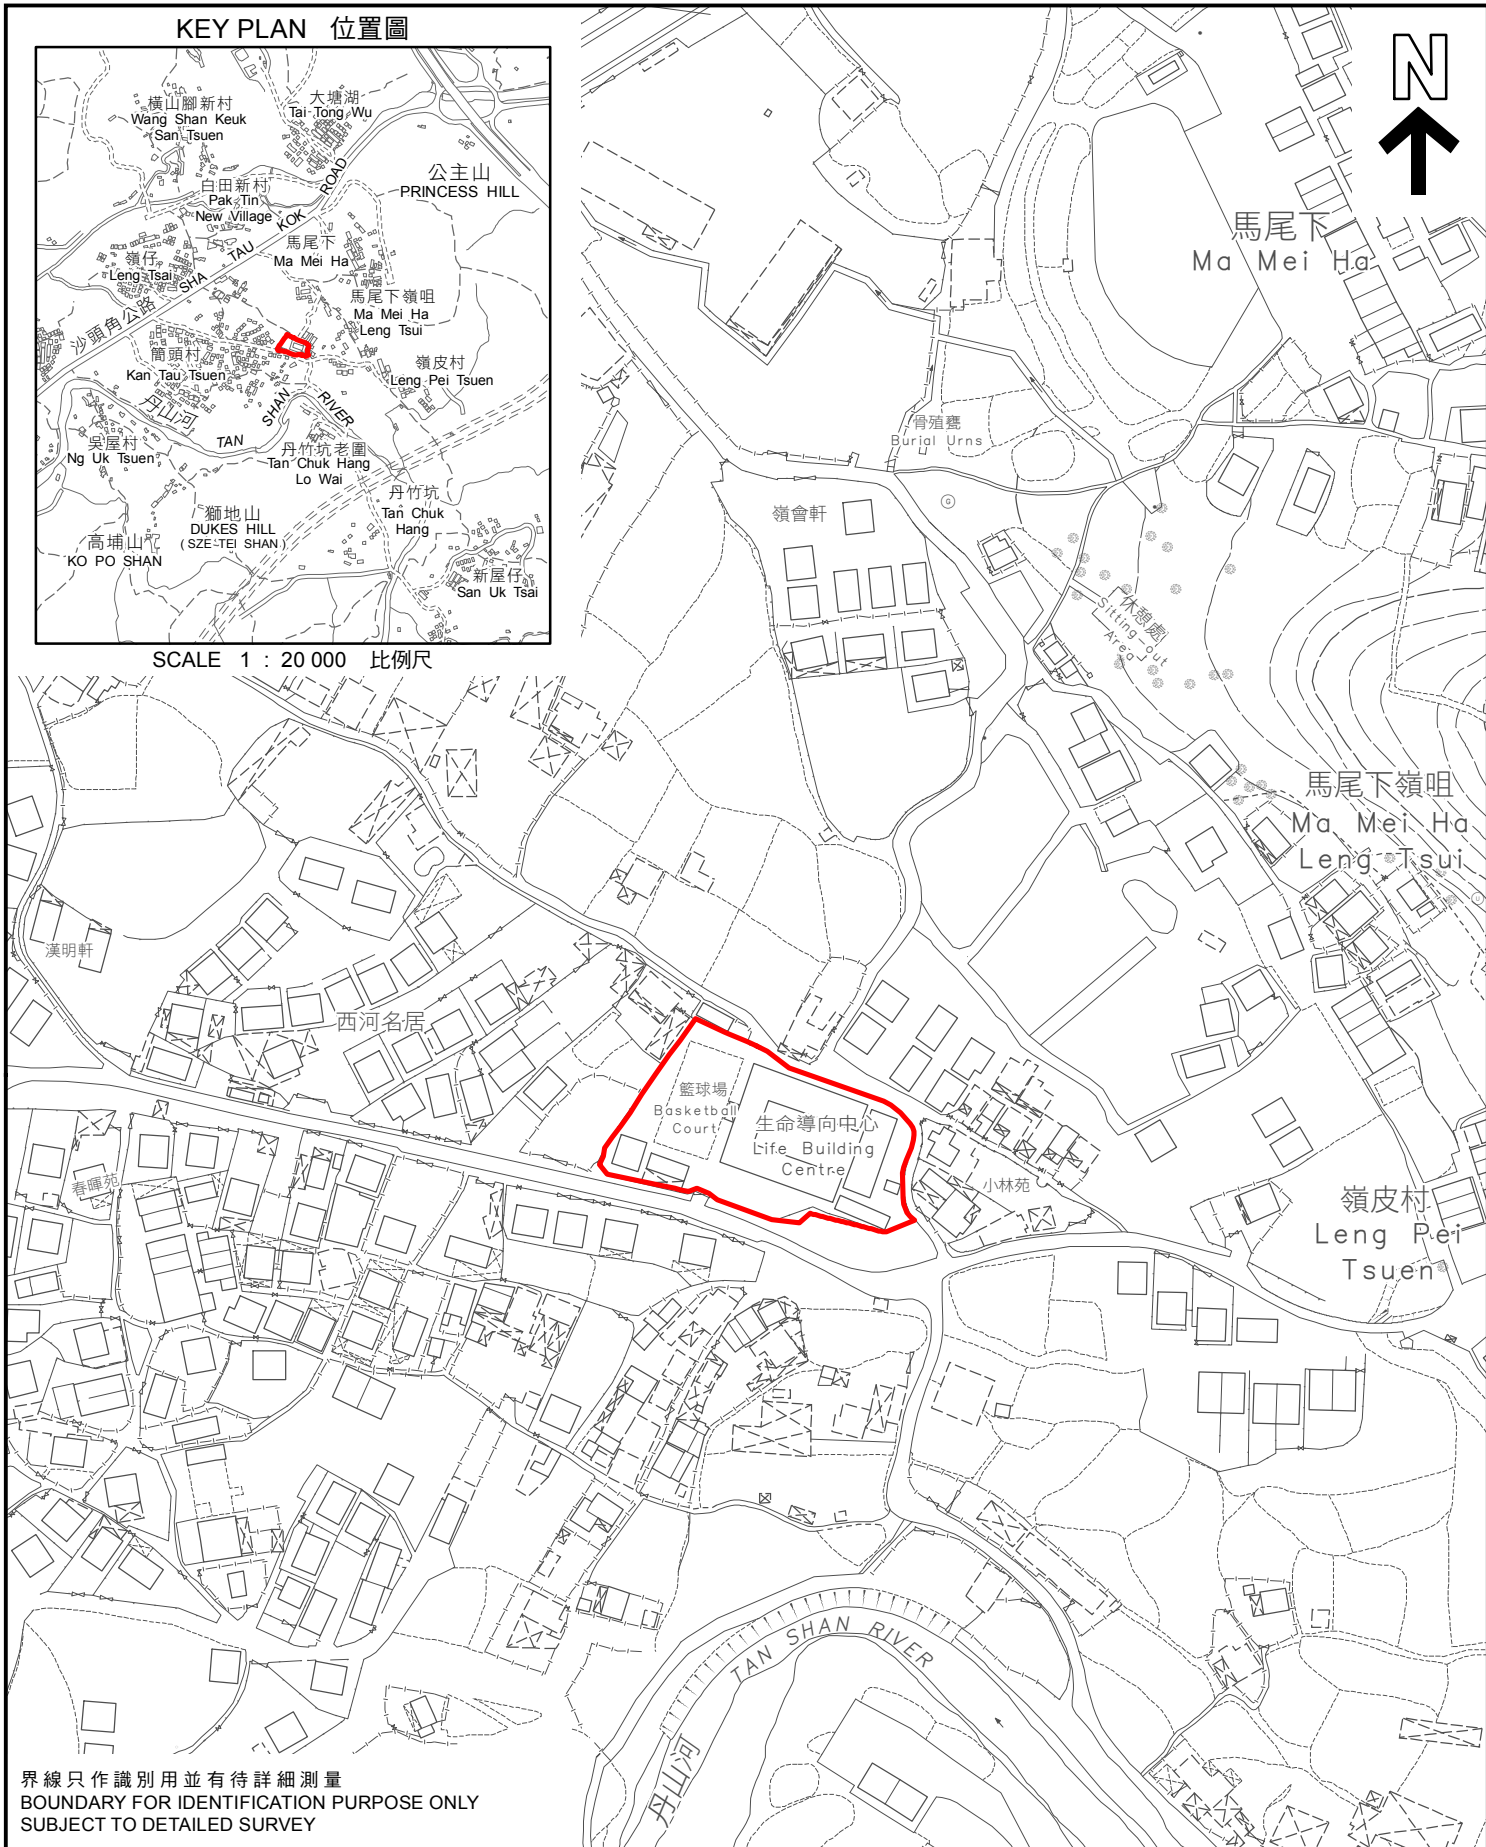 KEY PLAN 位置圖
橫山腳新村
Wang Shan Keuk
San Tsuen
大塘湖
Tai Tong Wu
公主山
PRINCESS HILL
白田新村
Pak Tin
New Village
嶺仔
Leng Tsai
馬尾下
Ma Mei Ha
沙頭角公路 SHA TAU KOK ROAD
馬尾下嶺咀
Ma Mei Ha
Leng Tsui
簡頭村
Kan Tau Tsuen
嶺皮村
Leng Pei Tsuen
丹山河
TAN SHAN RIVER
吳屋村
Ng Uk Tsuen
丹竹坑老圍
Tan Chuk Hang
Lo Wai
丹竹坑
Tan Chuk
Hang
獅地山
DUKES HILL
( SZE TEI SHAN )
高埔山
KO PO SHAN
新屋仔
San Uk Tsai
SCALE 1 : 20 000 比例尺
N
馬尾下
Ma Mei Ha
骨殖甕
Burial Urns
G
嶺會軒
休憩處
Sitting-out
Area
馬尾下嶺咀
Ma Mei Ha
Leng Tsui
U
漢明軒
西河名居
籃球場
Basketball
Court
生命導向中心
Life Building
Centre
小林苑
春暉苑
嶺皮村
Leng Pei
Tsuen
TAN SHAN RIVER
丹山河
界線只作識別用並有待詳細測量
BOUNDARY FOR IDENTIFICATION PURPOSE ONLY
SUBJECT TO DETAILED SURVEY